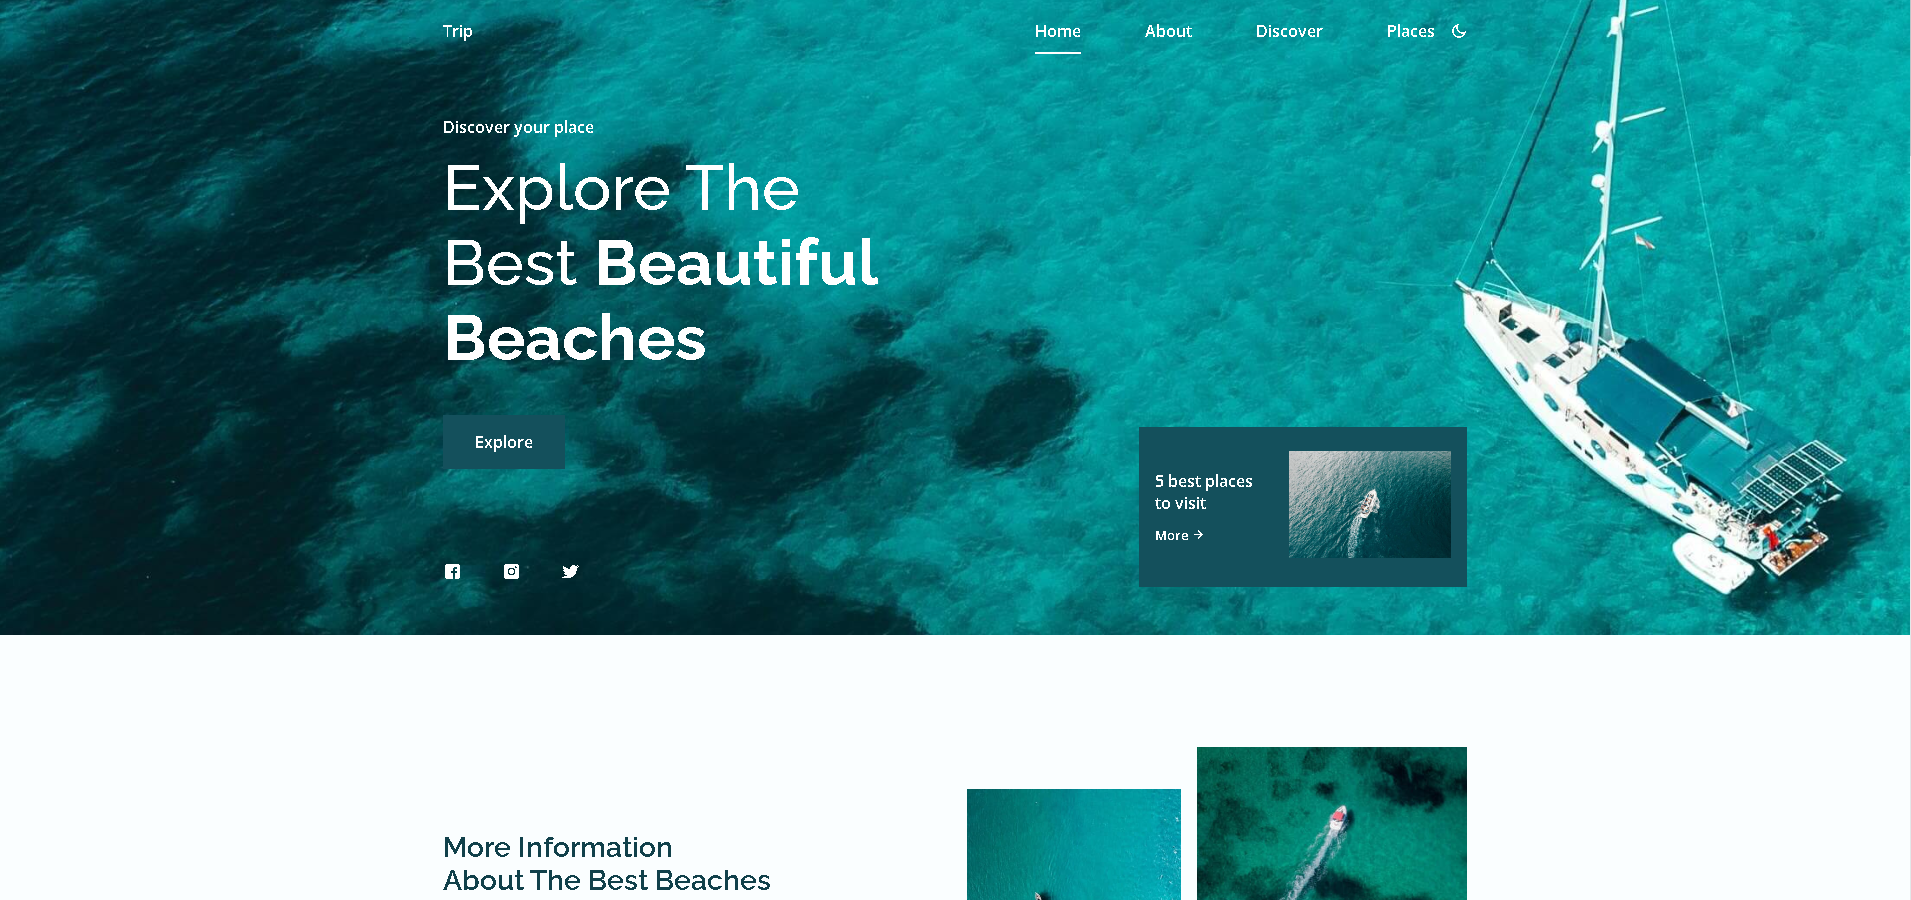 Trip
Home
About
Discover
Places
Discover your place
Explore The
Best Beautiful
Beaches
Explore
5 best places
to visit
More
More Information
About The Best Beaches